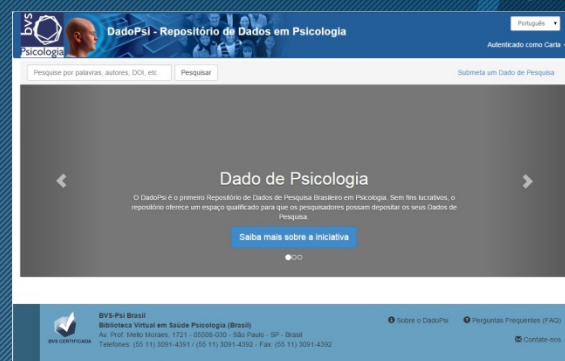 bvs
Psicologia
DadoPsi - Repositório de Dados em Psicologia
Português
Autenticado como Carla
Pesquise por palavras, autores, DOI, etc.
Pesquisar
Submeta um Dado de Pesquisa
Dado de Psicologia
O DadoPsi é o primeiro Repositório de Dados de Pesquisa Brasileiro em Psicologia. Sem fins lucrativos, o
repositório oferece um espaço qualificado para que os pesquisadores possam depositar os seus Dados de
Pesquisa.
Saiba mais sobre a iniciativa
BVS CERTIFICADA
BVS-Psi Brasil
Biblioteca Virtual em Saúde Psicologia (Brasil)
Av. Prof. Mello Moraes, 1721 - 05508-030 - São Paulo - SP - Brasil
Telefones: (55 11) 3091-4391 / (55 11) 3091-4392 - Fax: (55 11) 3091-4392
Sobre o DadoPsi
Perguntas Frequentes (FAQ)
Contate-nos